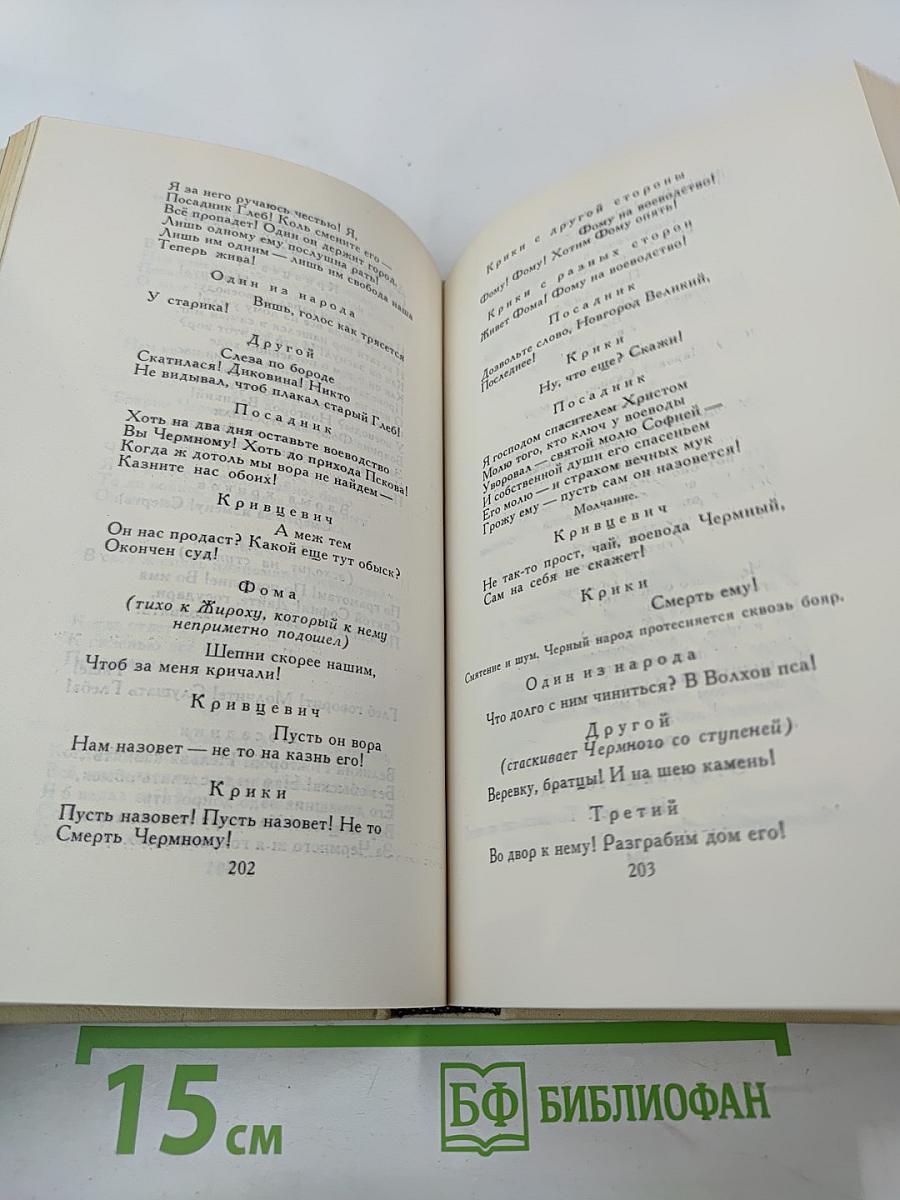 Я за него ручаюсь честью! Я,
Посадник Глеб! Коль смените его —
Всё пропадет! Один он держит город,
Лишь одному ему послушна рать!
Лишь им одним — лишь им свобода наша
Теперь жива!
Один из народа
Вишь, голос как трясется
У старика!
Другой
Слеза по бороде
Скатилася! Диковина! Никто
Не видывал, чтоб плакал старый Глеб!
Посадник
Хоть на два дня оставьте воеводство
Вы Чермному! Хоть до прихода Пскова!
Когда ж дотоль мы вора не найдем —
Казните нас обоих!
Кривцевич
А меж тем
Он нас продаст? Какой еще тут обыск?
Окончен суд!
Фома
(тихо к Жироху, который к нему
неприметно подошел)
Шепни скорее нашим,
Чтоб за меня кричали!
Кривцевич
Пусть он вора
Нам назовет — не то на казнь его!
Крики
Пусть назовет! Пусть назовет! Не то
Смерть Чермному!
202
Крики с другой стороны
Фому на воеводство!
Фому! Фому! Хотим Фому опять!
Крики с разных сторон
Живет Фома! Фому на воеводство!
Посадник
Дозвольте слово, Новгород Великий,
Последнее!
Крики
Ну, что еще? Скажи!
Посадник
Я господом спасителем Христом
Молю того, кто ключ у воеводы
Уворовал — святой молю Софией —
И собственной души его спасеньем
Его молю — и страхом вечных мук
Грожу ему — пусть сам он назовется!
Молчание.
Кривцевич
Не так-то прост, чай, воевода Чермный,
Сам на себя не скажет!
Крики
Смерть ему!
Смятение и шум. Черный народ протесняется сквозь бояр.
Один из народа
Что долго с ним чиниться? В Волхов пса!
Другой
(стаскивает Чермного со ступеней)
Веревку, братцы! И на шею камень!
Третий
Во двор к нему! Разграбим дом его!
203
15 см
БФ БИБЛИОФАН